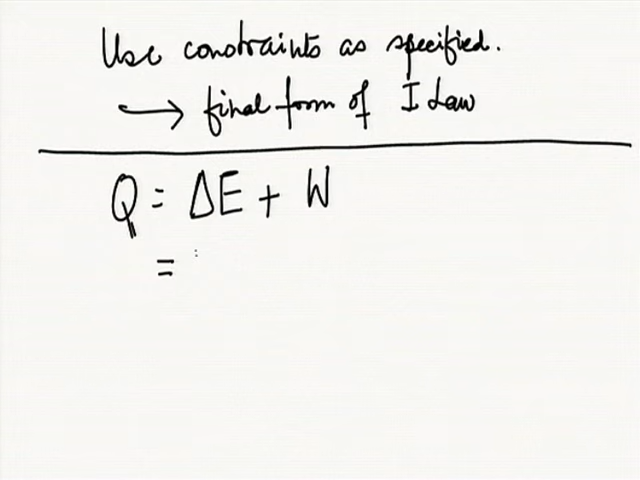 Use constraints as specified.
→ final form of I Law
Q = ΔE + W
=